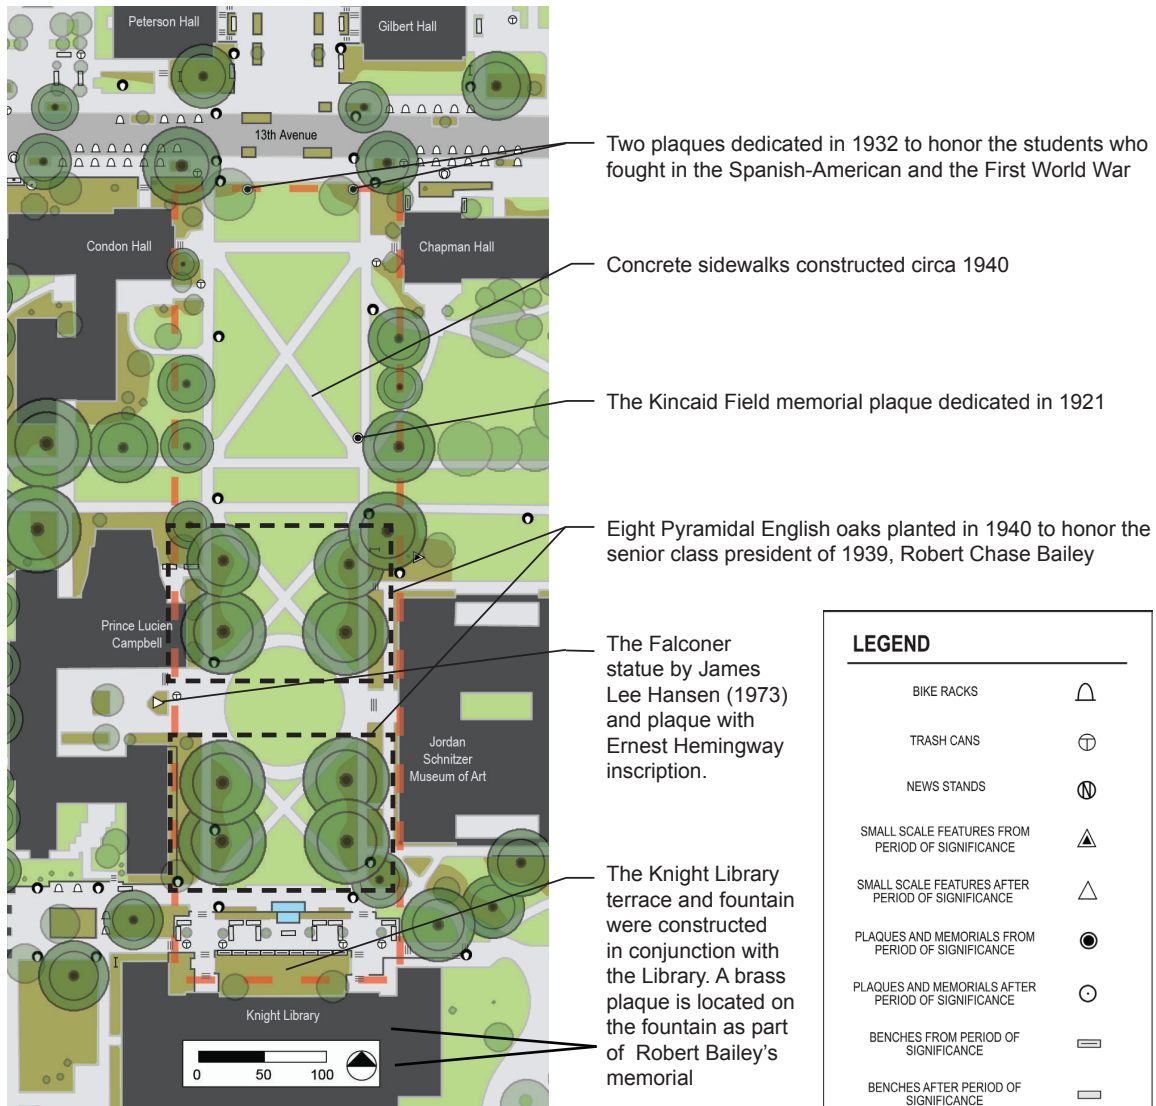 Peterson Hall
Gilbert Hall
13th Avenue
Two plaques dedicated in 1932 to honor the students who
fought in the Spanish-American and the First World War
Condon Hall
Chapman Hall
Concrete sidewalks constructed circa 1940
The Kincaid Field memorial plaque dedicated in 1921
Eight Pyramidal English oaks planted in 1940 to honor the
senior class president of 1939, Robert Chase Bailey
Prince Lucien
Campbell
The Falconer
statue by James
Lee Hansen (1973)
and plaque with
Ernest Hemingway
inscription.
Jordan
Schnitzer
Museum of Art
The Knight Library
terrace and fountain
were constructed
in conjunction with
the Library. A brass
plaque is located on
the fountain as part
of Robert Bailey's
memorial
Knight Library
0 50 100
LEGEND
BIKE RACKS
TRASH CANS
NEWS STANDS
N
SMALL SCALE FEATURES FROM
PERIOD OF SIGNIFICANCE
SMALL SCALE FEATURES AFTER
PERIOD OF SIGNIFICANCE
PLAQUES AND MEMORIALS FROM
PERIOD OF SIGNIFICANCE
PLAQUES AND MEMORIALS AFTER
PERIOD OF SIGNIFICANCE
BENCHES FROM PERIOD OF
SIGNIFICANCE
BENCHES AFTER PERIOD OF
SIGNIFICANCE